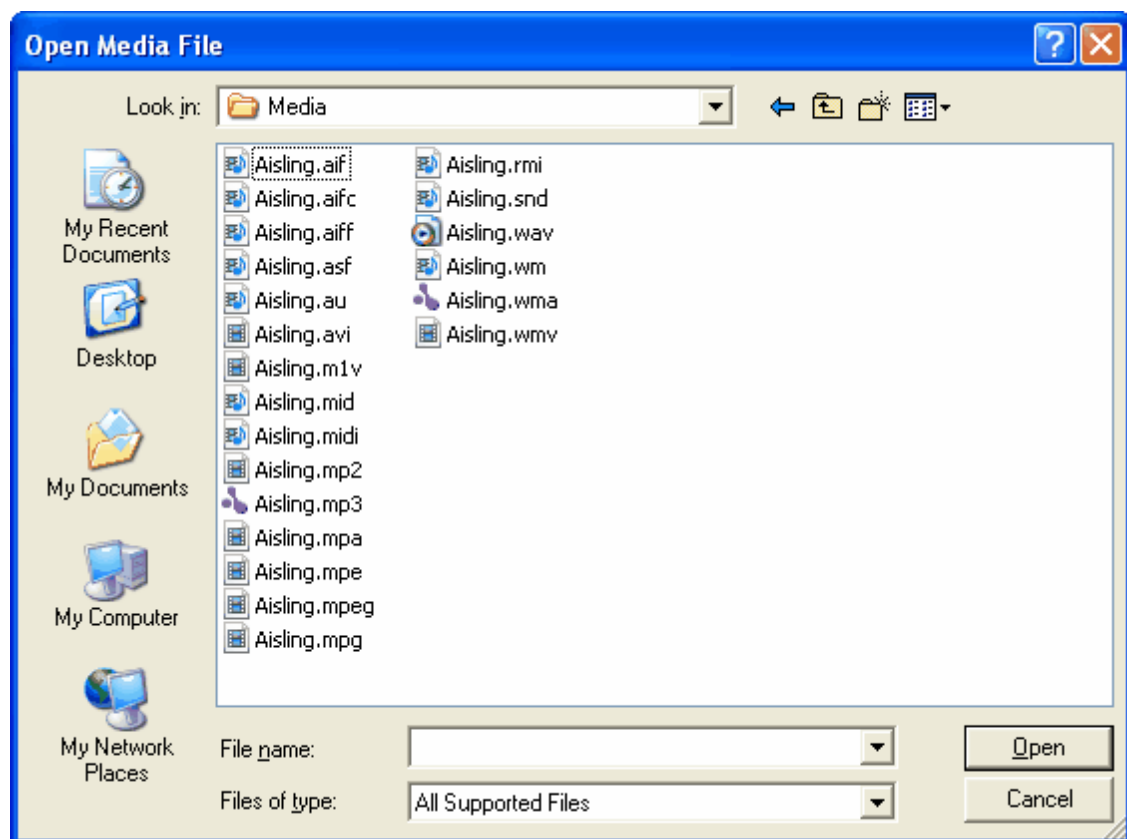 Open Media File
Look in:
Media
My Recent
Documents
Desktop
My Documents
My Computer
My Network
Places
Aisling.aif
Aisling.aifc
Aisling.aiff
Aisling.asf
Aisling.au
Aisling.avi
Aisling.m1v
Aisling.mid
Aisling.midi
Aisling.mp2
Aisling.mp3
Aisling.mpa
Aisling.mpe
Aisling.mpeg
Aisling.mpg
Aisling.rmi
Aisling.snd
Aisling.wav
Aisling.wm
Aisling.wma
Aisling.wmv
File name:
Open
Files of type:
All Supported Files
Cancel